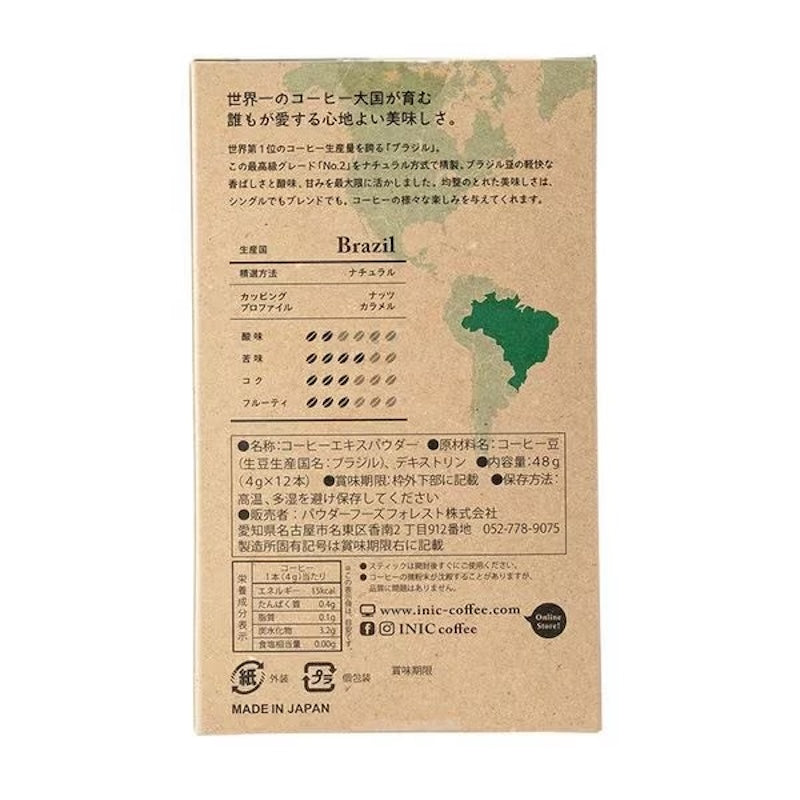 世界一のコーヒー大国が育む
誰もが愛する心地よい美味しさ。
世界第1位のコーヒー生産量を誇る「ブラジル」。
この最高級グレード「No.2」をナチュラル方式で精製。ブラジル豆の軽快な
香ばしさと酸味、甘みを最大限に活かしました。均整のとれた美味しさは、
シングルでもブレンドでも。コーヒーの様々な楽しみを与えてくれます。
生産国 Brazil
精選方法 ナチュラル
カッピング ナッツ
プロファイル カラメル
酸味
苦味
コク
フルーティ
●名称:コーヒーエキスパウダー ●原材料名:コーヒー豆
(生豆生産国名:ブラジル)、デキストリン ●内容量:48g
(4g×12本) ●賞味期限:枠外下部に記載 ●保存方法:
高温、多湿を避け保存してください
●販売者:パウダーフーズフォレスト株式会社
愛知県名古屋市名東区香南2丁目912番地 052-778-9075
製造所固有記号は賞味期限右に記載
栄養成分表示
コーヒー
1本(4g)当たり
エネルギー 15kcal
たんぱく質 0.4g
脂質 0.1g
炭水化物 3.2g
食塩相当量 0.00g
※この表示値は、目安です。
●スティックは開封後すぐにご使用ください。
●コーヒーの微粉末が沈殿することがありますが、
品質に問題はありません。
www.inic-coffee.com
INIC coffee
Online
Store!
紙 外装
プラ 個包装
賞味期限
MADE IN JAPAN